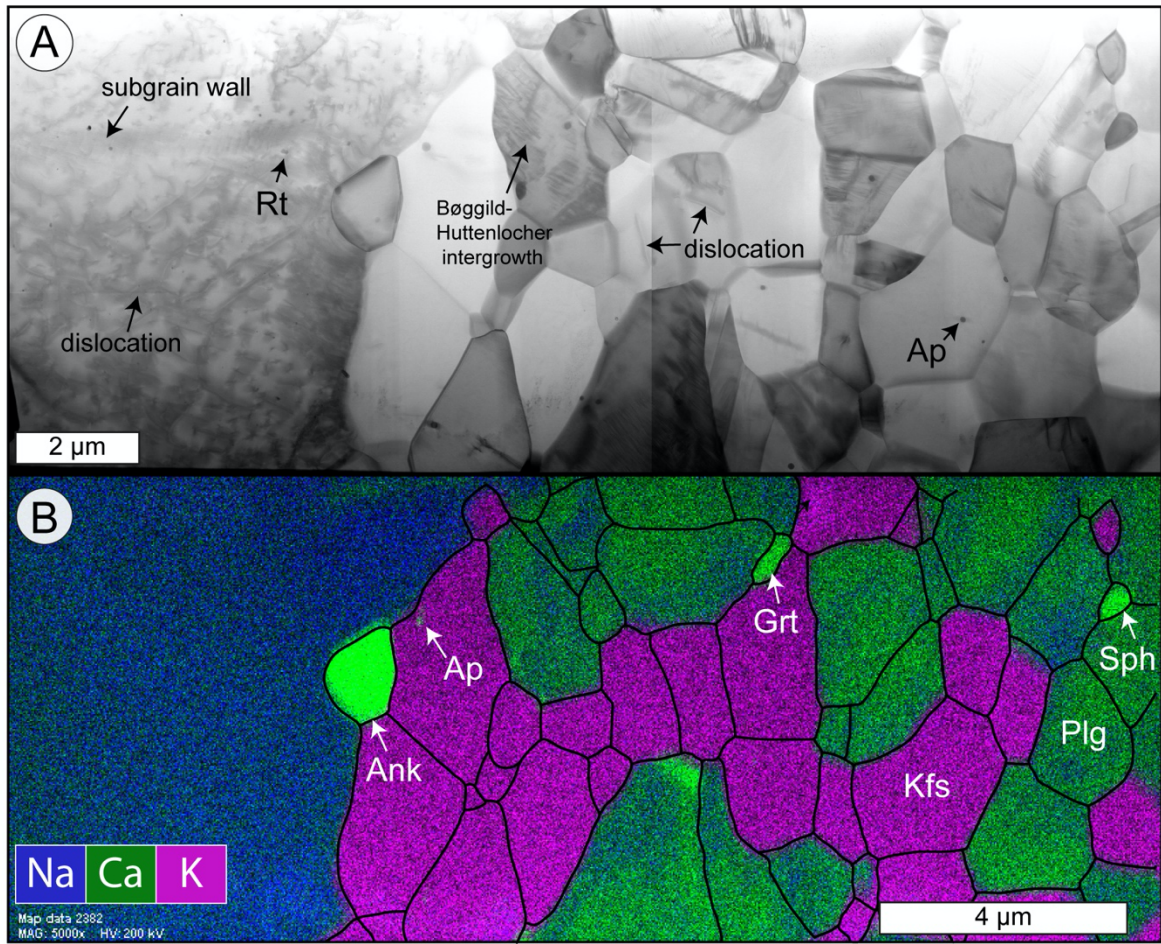 A
subgrain wall
Rt
Bøggild-
Huttenlocher
intergrowth
dislocation
dislocation
Ap
2 µm
B
Grt
Ap
Sph
Ank
Plg
Kfs
Na Ca K
Map data 2382
MAG: 5000x HV: 200 kV
4 µm